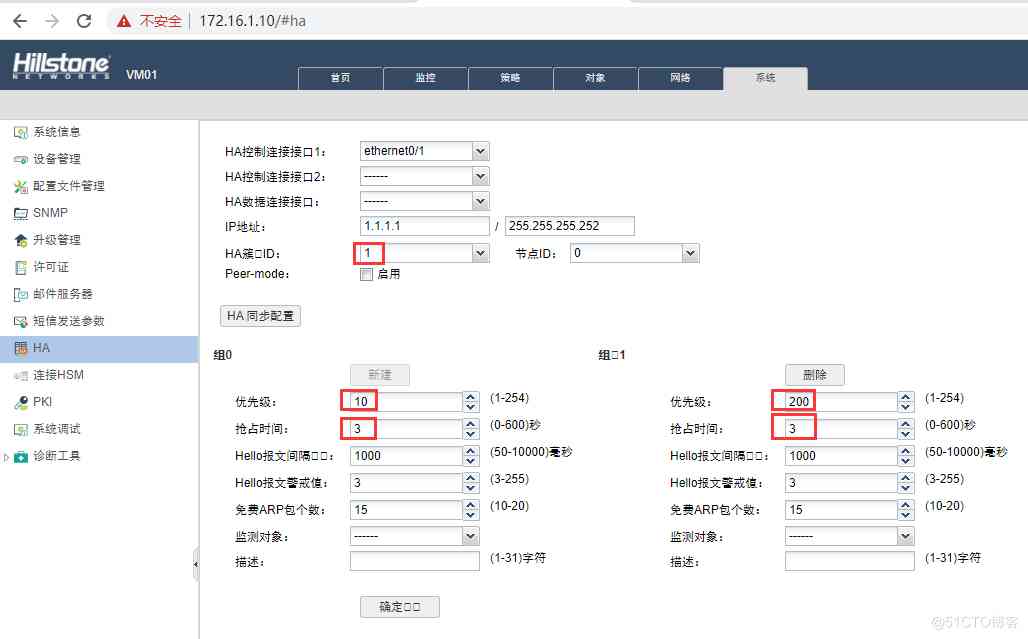 不安全 172.16.1.10/#ha
Hillstone
NETWORKS
VM01
首页 监控 策略 对象 网络 系统
系统信息
设备管理
配置文件管理
SNMP
升级管理
许可证
邮件服务器
短信发送参数
HA
连接HSM
PKI
系统调试
诊断工具
HA控制连接接口1: ethernet0/1
HA控制连接接口2: ------
HA数据连接接口: ------
IP地址: 1.1.1.1 / 255.255.255.252
HA簇□ID: 1 节点ID: 0
Peer-mode: 启用
HA 同步配置
组0
新建
优先级: 10 (1-254)
抢占时间: 3 (0-600)秒
Hello报文间隔□□: 1000 (50-10000)毫秒
Hello报文警戒值: 3 (3-255)
免费ARP包个数: 15 (10-20)
监测对象: ------
描述: (1-31)字符
确定□□
组□1
删除
优先级: 200 (1-254)
抢占时间: 3 (0-600)秒
Hello报文间隔□□: 1000 (50-10000)毫秒
Hello报文警戒值: 3 (3-255)
免费ARP包个数: 15 (10-20)
监测对象: ------
描述: (1-31)字符
@51CTO博客